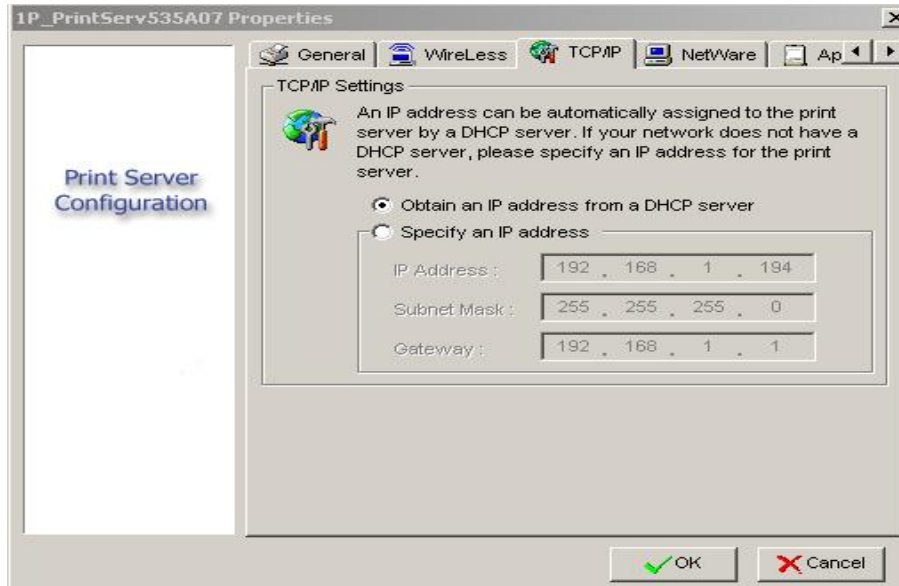 1P_PrintServ535A07 Properties
General WireLess TCP/IP NetWare Ap
Print Server
Configuration
TCP/IP Settings
An IP address can be automatically assigned to the print
server by a DHCP server. If your network does not have a
DHCP server, please specify an IP address for the print
server.
Obtain an IP address from a DHCP server
Specify an IP address
IP Address : 192 . 168 . 1 . 194
Subnet Mask : 255 . 255 . 255 . 0
Gateway : 192 . 168 . 1 . 1
OK Cancel